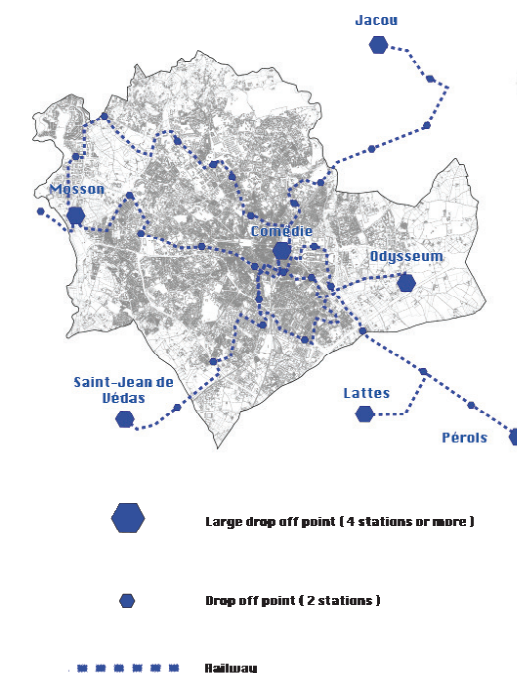 Jacou
Mosson
Comédie
Odysseum
Saint-Jean de
Védas
Lattes
Pérols
Large drop off point ( 4 stations or more )
Drop off point ( 2 stations )
Railway